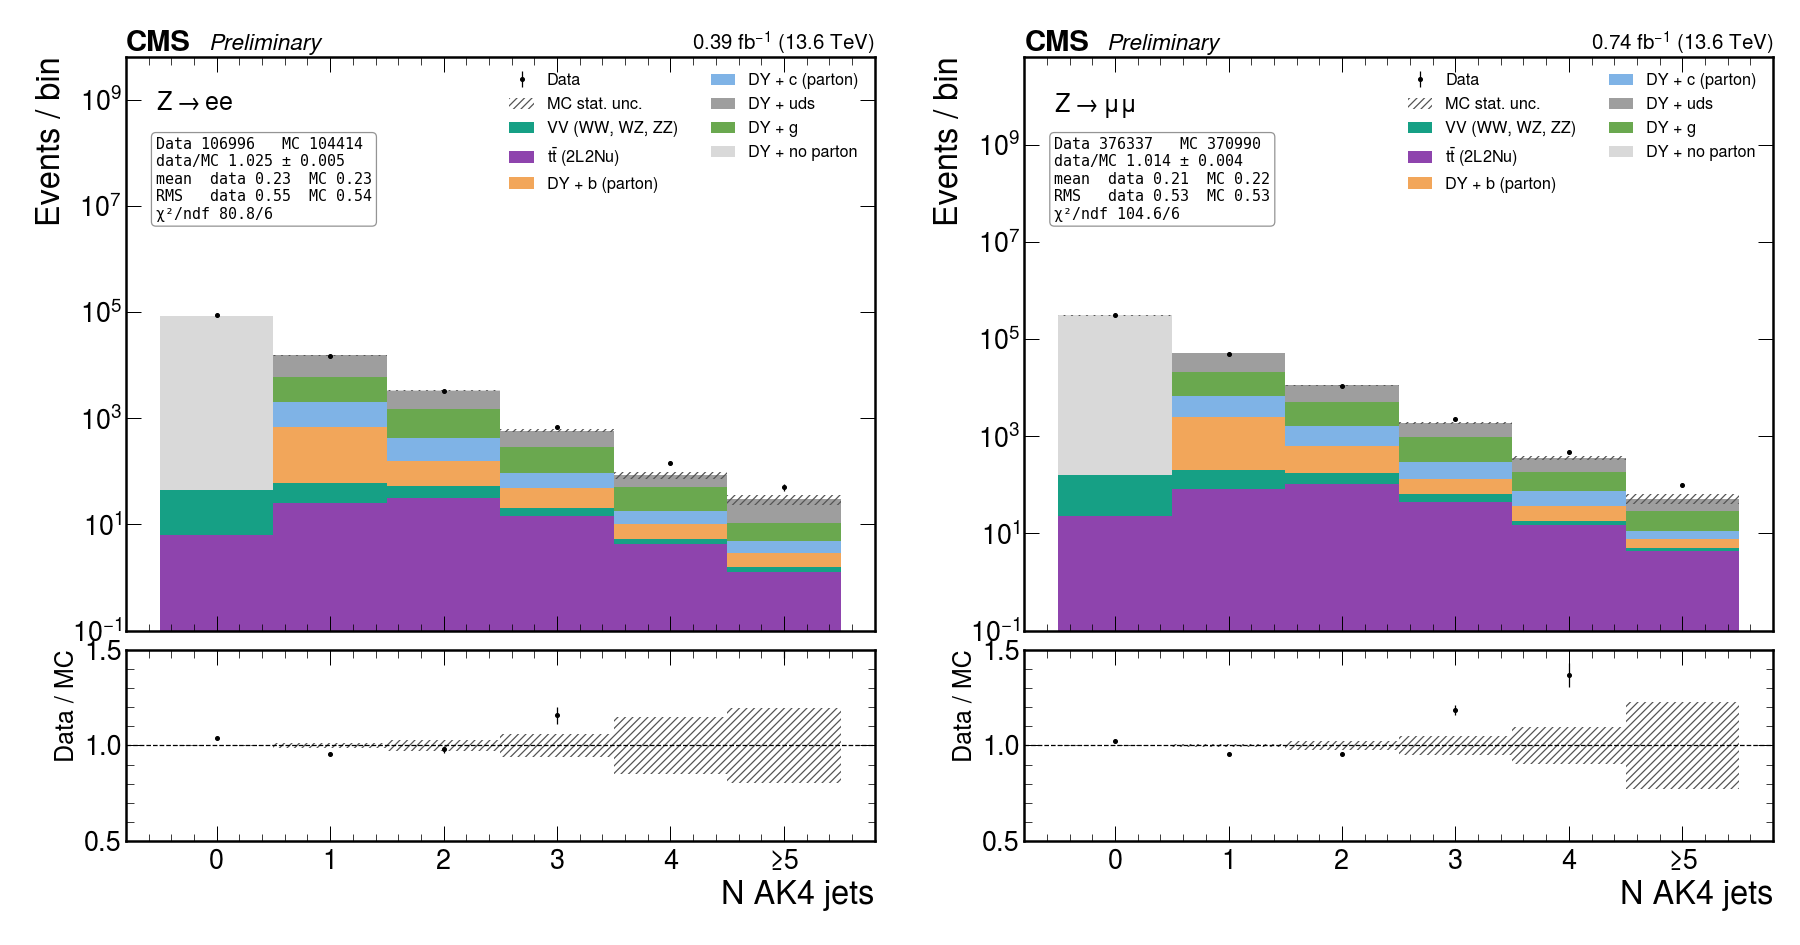 CMS Preliminary 0.39 fb⁻¹ (13.6 TeV)
Events / bin
Z → ee
Data 106996 MC 104414
data/MC 1.025 ± 0.005
mean data 0.23 MC 0.23
RMS data 0.55 MC 0.54
χ²/ndf 80.8/6
Data
MC stat. unc.
VV (WW, WZ, ZZ)
tt̄ (2L2Nu)
DY + b (parton)
DY + c (parton)
DY + uds
DY + g
DY + no parton
10⁹
10⁷
10⁵
10³
10¹
10⁻¹
Data / MC
1.5
1.0
0.5
0 1 2 3 4 ≥5
N AK4 jets
CMS Preliminary 0.74 fb⁻¹ (13.6 TeV)
Events / bin
Z → μμ
Data 376337 MC 370990
data/MC 1.014 ± 0.004
mean data 0.21 MC 0.22
RMS data 0.53 MC 0.53
χ²/ndf 104.6/6
Data
MC stat. unc.
VV (WW, WZ, ZZ)
tt̄ (2L2Nu)
DY + b (parton)
DY + c (parton)
DY + uds
DY + g
DY + no parton
10⁹
10⁷
10⁵
10³
10¹
10⁻¹
Data / MC
1.5
1.0
0.5
0 1 2 3 4 ≥5
N AK4 jets